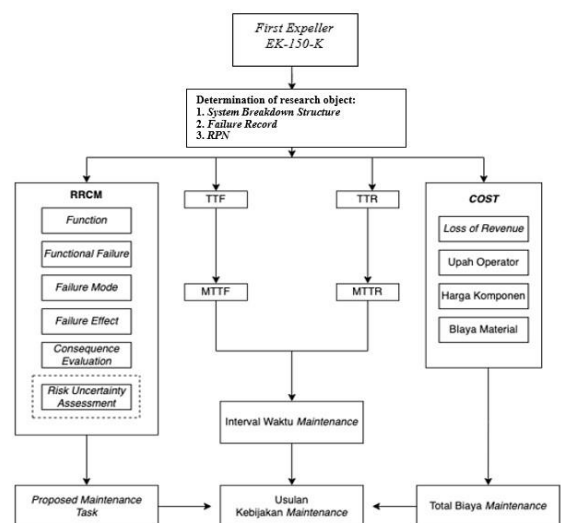 First Expeller
EK-150-K
Determination of research object:
1. System Breakdown Structure
2. Failure Record
3. RPN
RRCM
Function
Functional Failure
Failure Mode
Failure Effect
Consequence
Evaluation
Risk Uncertainty
Assessment
TTF
TTR
MTTF
MTTR
COST
Loss of Revenue
Upah Operator
Harga Komponen
BIaya Material
Interval Waktu Maintenance
Proposed Maintenance
Task
Usulan
Kebijakan Maintenance
Total Biaya Maintenance